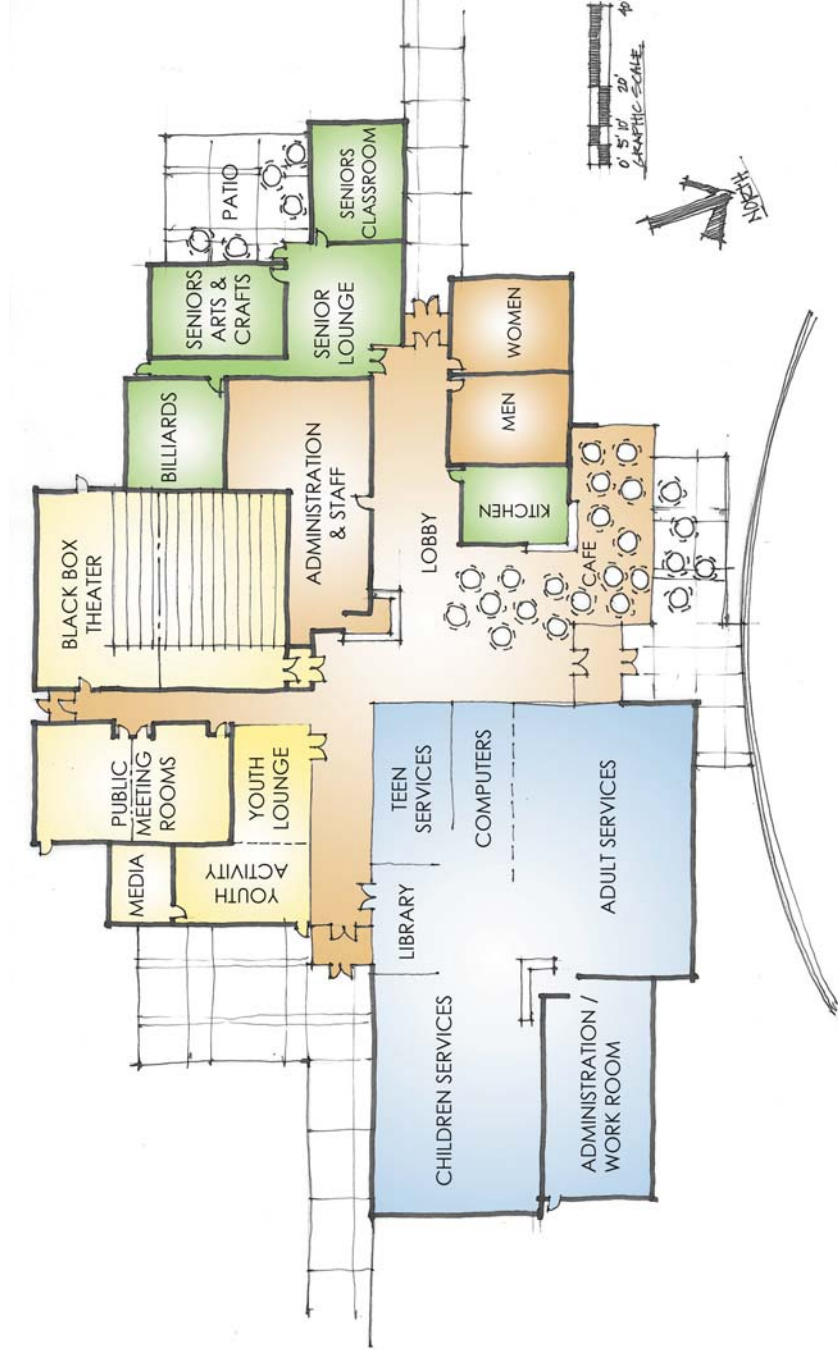 BLACK BOX
THEATER
PUBLIC
MEETING
ROOMS
MEDIA
YOUTH
LOUNGE
YOUTH
ACTIVITY
BILLIARDS
SENIORS
ARTS &
CRAFTS
PATIO
SENIOR
LOUNGE
SENIORS
CLASSROOM
ADMINISTRATION
& STAFF
LOBBY
WOMEN
MEN
KITCHEN
CAFE
TEEN
SERVICES
COMPUTERS
LIBRARY
ADULT SERVICES
CHILDREN SERVICES
ADMINISTRATION /
WORK ROOM
0' 5' 10' 20' 40
GRAPHIC SCALE
NORTH